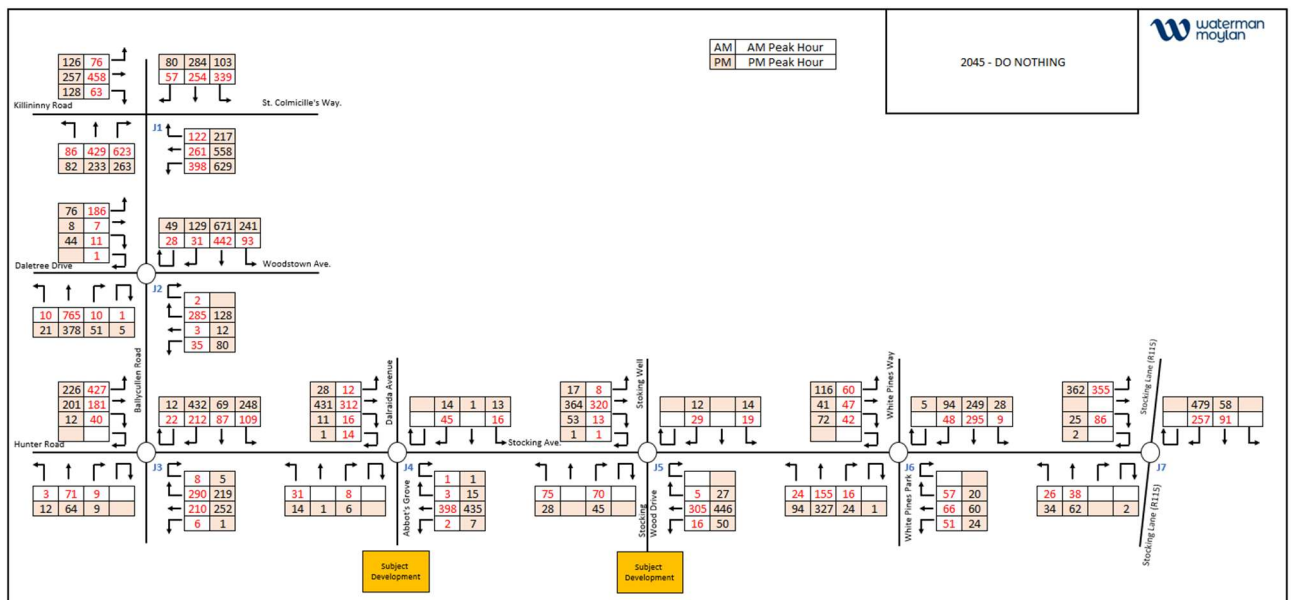 waterman
moylan
AM AM Peak Hour
PM PM Peak Hour
2045 - DO NOTHING
126 76
257 458
128 63
80 284 103
57 254 339
Killininny Road
St. Colmicille's Way.
J1
86 429 623
82 233 263
122 217
261 558
398 629
76 186
8 7
44 11
1
49 129 671 241
28 31 442 93
Daletree Drive
Woodstown Ave.
J2
10 765 10 1
21 378 51 5
2
285 128
3 12
35 80
Ballycullen Road
226 427
201 181
12 40
12 432 69 248
22 212 87 109
Hunter Road
J3
3 71 9
12 64 9
8 5
290 219
210 252
6 1
Dalraida Avenue
28 12
431 312
11 16
1 14
14 1 13
45 16
Stocking Ave.
J4
31 8
14 1 6
Abbot's Grove
1 1
3 15
398 435
2 7
Subject
Development
Stoking Well
17 8
364 320
53 13
1 1
12 14
29 19
J5
75 70
28 45
Stocking
Wood Drive
5 27
305 446
16 50
Subject
Development
White Pines Way
116 60
41 47
72 42
5 94 249 28
48 295 9
J6
24 155 16
94 327 24 1
White Pines Park
57 20
66 60
51 24
Stocking Lane (R115)
362 355
25 86
2
479 58
257 91
J7
26 38
34 62 2
Stocking Lane (R115)